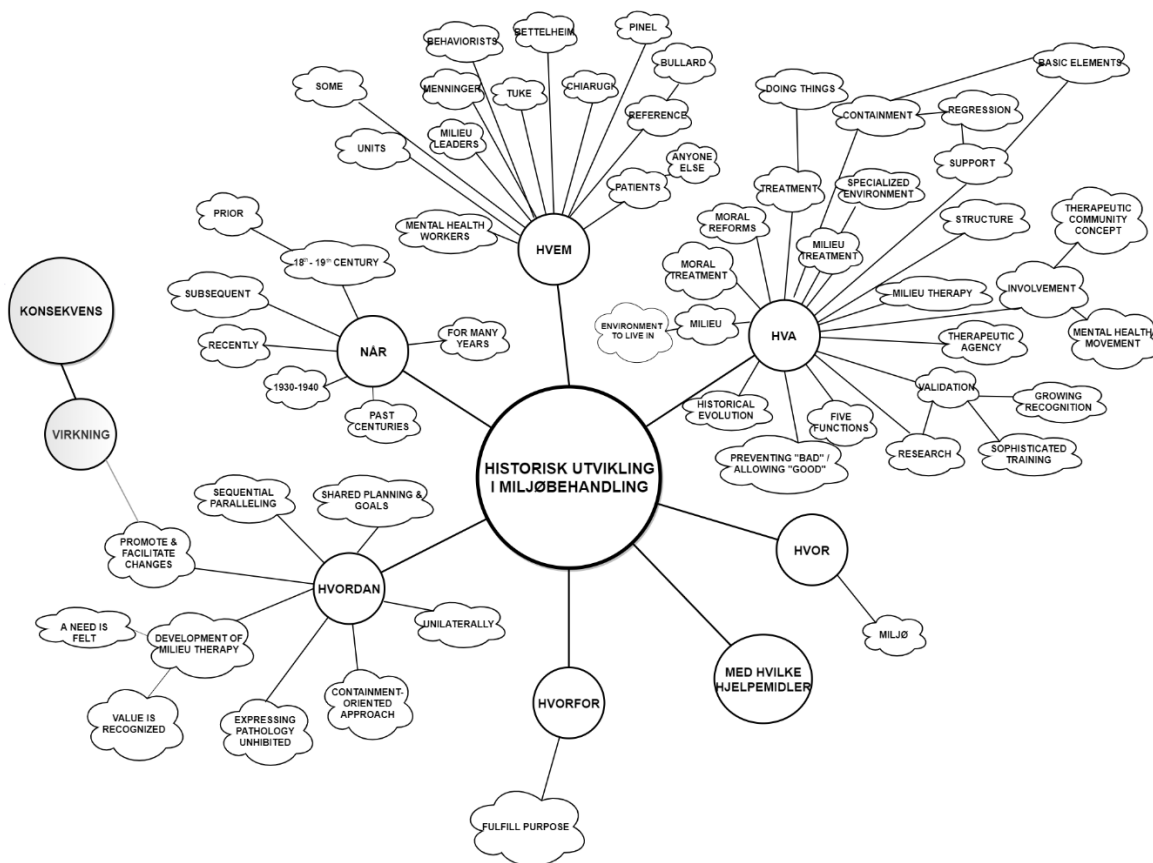 BETTELHEIM
PINEL
BEHAVIORISTS
BULLARD
BASIC ELEMENTS
SOME
MENNINGER
TUKE
CHIARUGI
DOING THINGS
CONTAINMENT
REGRESSION
REFERENCE
UNITS
MILIEU
LEADERS
ANYONE
ELSE
SUPPORT
PATIENTS
TREATMENT
SPECIALIZED
ENVIRONMENT
THERAPEUTIC
COMMUNITY
CONCEPT
PRIOR
MENTAL HEALTH
WORKERS
HVEM
MORAL
REFORMS
STRUCTURE
MILIEU
TREATMENT
18th - 19th CENTURY
MORAL
TREATMENT
INVOLVEMENT
SUBSEQUENT
MILIEU THERAPY
KONSEKVENS
ENVIRONMENT
TO LIVE IN
MILIEU
HVA
MENTAL HEALTH
MOVEMENT
RECENTLY
NÅR
FOR MANY
YEARS
THERAPEUTIC
AGENCY
1930-1940
VALIDATION
GROWING
RECOGNITION
PAST
CENTURIES
HISTORICAL
EVOLUTION
FIVE
FUNCTIONS
VIRKNING
PREVENTING "BAD" /
ALLOWING "GOOD"
RESEARCH
SOPHISTICATED
TRAINING
HISTORISK UTVIKLING
I MILJØBEHANDLING
SEQUENTIAL
PARALLELING
SHARED PLANNING &
GOALS
PROMOTE &
FACILITATE
CHANGES
HVOR
HVORDAN
UNILATERALLY
A NEED IS
FELT
DEVELOPMENT OF
MILIEU THERAPY
MILJØ
MED HVILKE
HJELPEMIDLER
CONTAINMENT-
ORIENTED
APPROACH
HVORFOR
VALUE IS
RECOGNIZED
EXPRESSING
PATHOLOGY
UNHIBITED
FULFILL PURPOSE